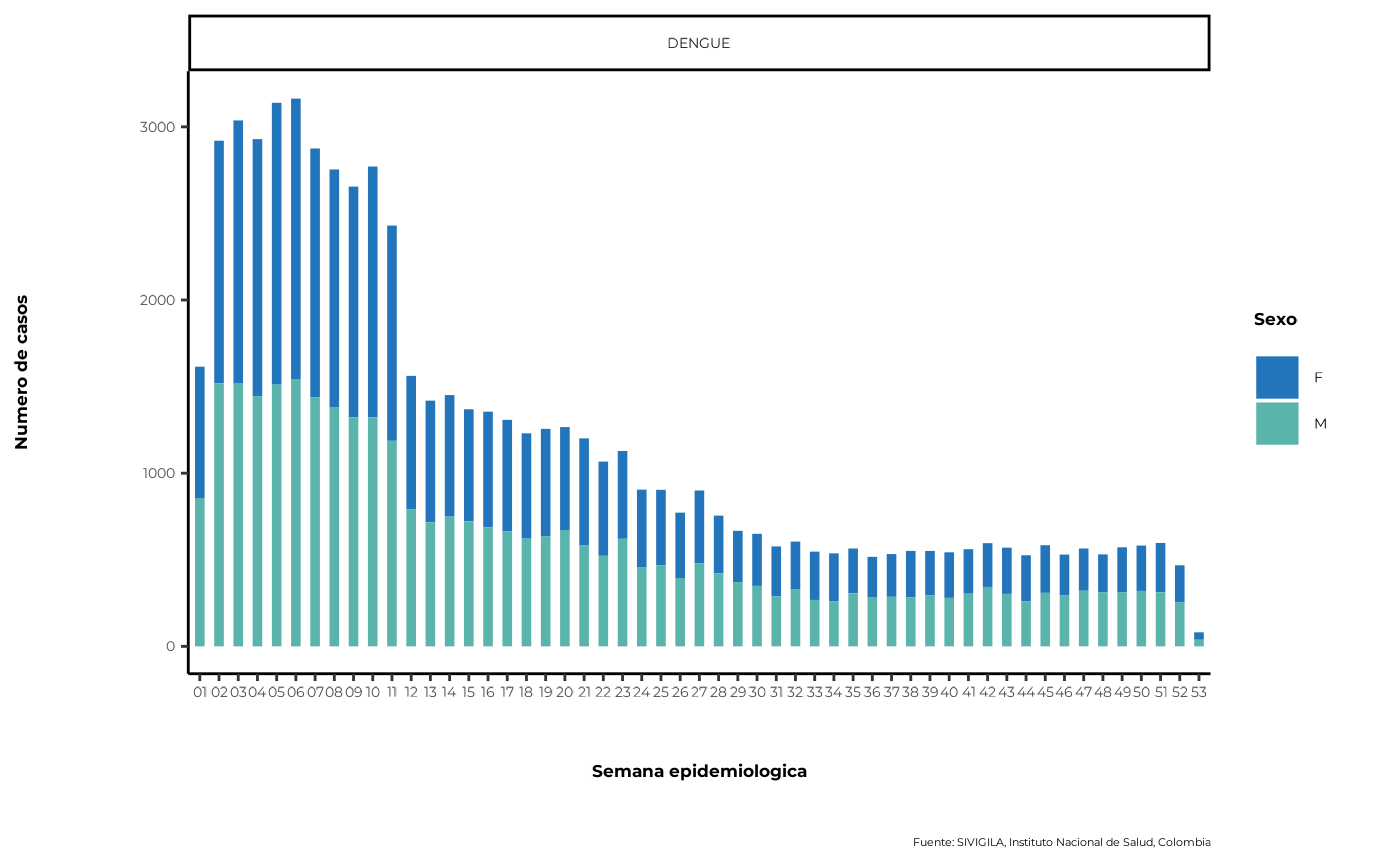 DENGUE
Numero de casos
3000
2000
1000
0
01 02 03 04 05 06 07 08 09 10 11 12 13 14 15 16 17 18 19 20 21 22 23 24 25 26 27 28 29 30 31 32 33 34 35 36 37 38 39 40 41 42 43 44 45 46 47 48 49 50 51 52 53
Semana epidemiologica
Sexo
F
M
Fuente: SIVIGILA, Instituto Nacional de Salud, Colombia